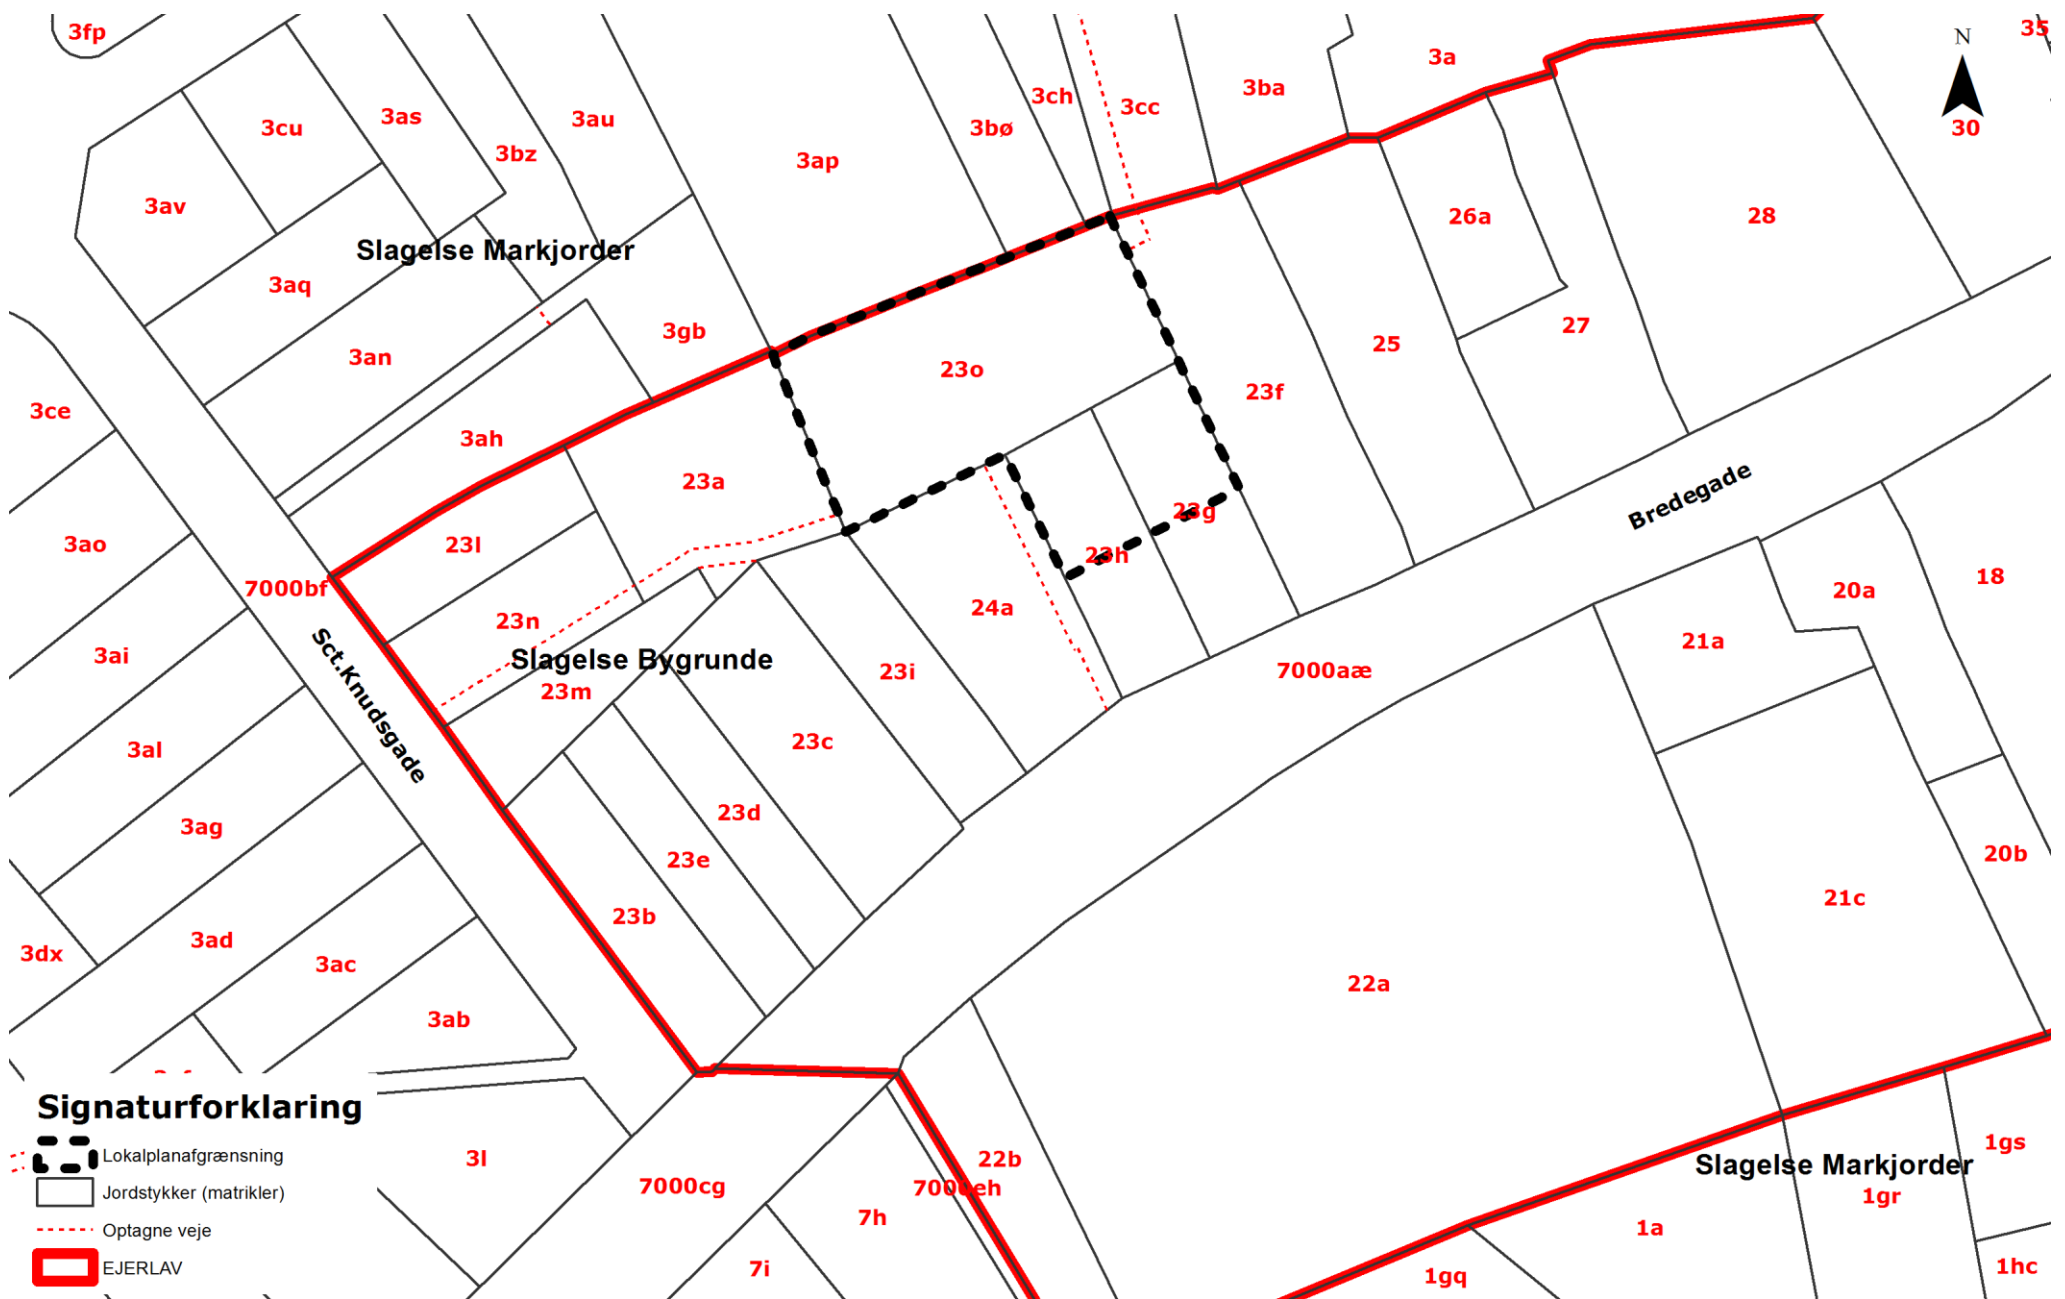 3fp
35
N
3a
3ba
3ch
3cc
3as
3au
3cu
3bø
30
3bz
3ap
3av
26a
28
Slagelse Markjorder
3aq
27
3gb
25
3an
23o
23f
3ce
3ah
23a
Bredegade
23g
23l
3ao
23h
18
7000bf
20a
24a
23n
21a
3ai
Slagelse Bygrunde
7000aæ
23i
23m
Sct.Knudsgade
23c
3al
23d
3ag
20b
23e
21c
23b
3ad
3dx
3ac
22a
3ab
Signaturforklaring
Lokalplanafgrænsning
Jordstykker (matrikler)
Optagne veje
EJERLAV
3l
7000cg
22b
7000eh
7h
7i
1gs
Slagelse Markjorder
1gr
1a
1gq
1hc